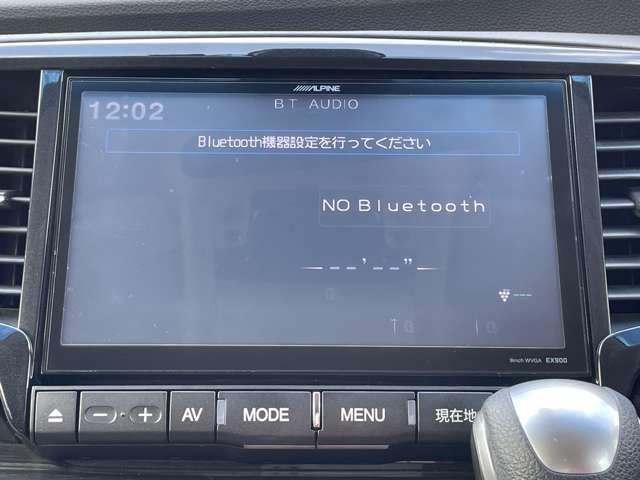 ALPINE
BT AUDIO
12:02
Bluetooth機器設定を行ってください
NO Bluetooth
--'--"
9inch WVGA EX900
- · + AV MODE MENU 現在地